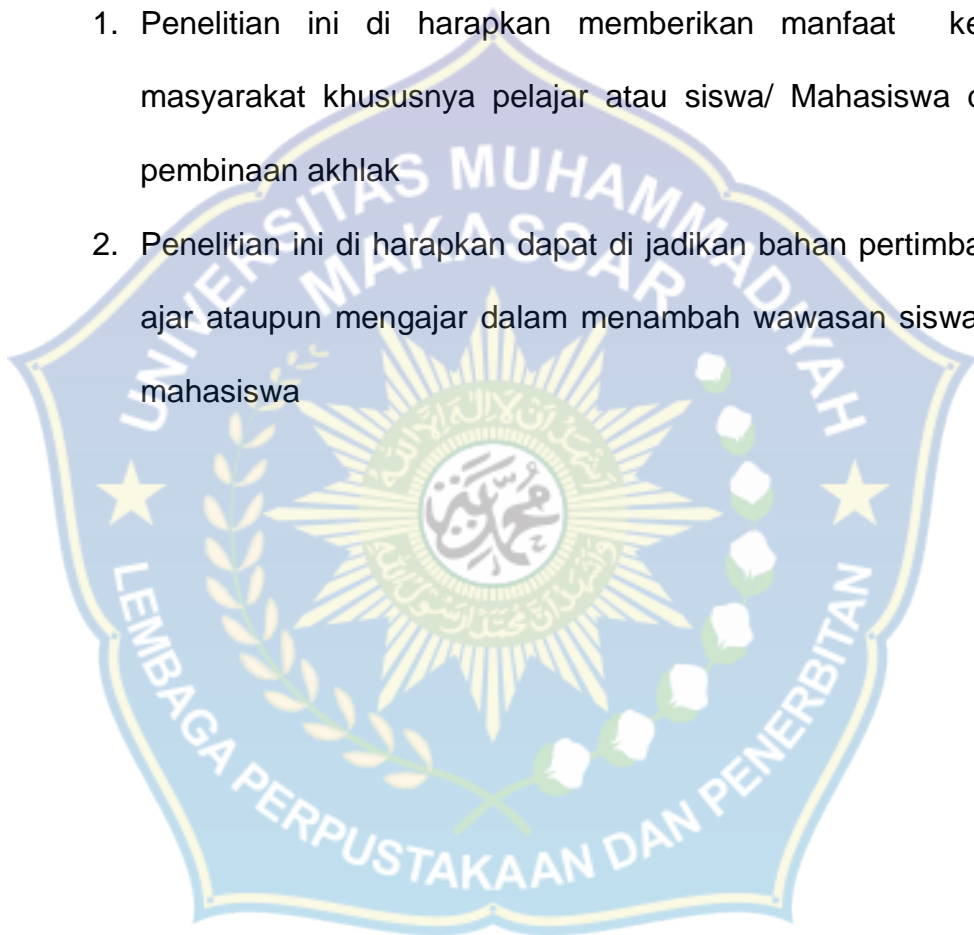 1. Penelitian ini di harapkan memberikan manfaat
masyarakat khususnya pelajar atau siswa/ Mahasiswa
pembinaan akhlak
2. Penelitian ini di harapkan dapat di jadikan bahan
ajar ataupun mengajar dalam menambah wawasan siswa
mahasiswa
UNIVERSITAS MUHAMMADIYAH
MAKASSAR
LEMBAGA PERPUSTAKAAN DAN PENERBITAN